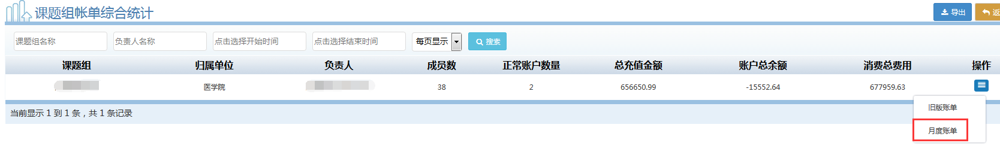 课题组帐单综合统计
导出
返
课题组名称
负责人名称
点击选择开始时间
点击选择结束时间
每页显示
搜索
课题组 归属单位 负责人 成员数 正常账户数量 总充值金额 账户总余额 消费总费用 操作
医学院 38 2 656650.99 -15552.64 677959.63
旧版账单
月度账单
当前显示 1 到 1 条，共 1 条记录